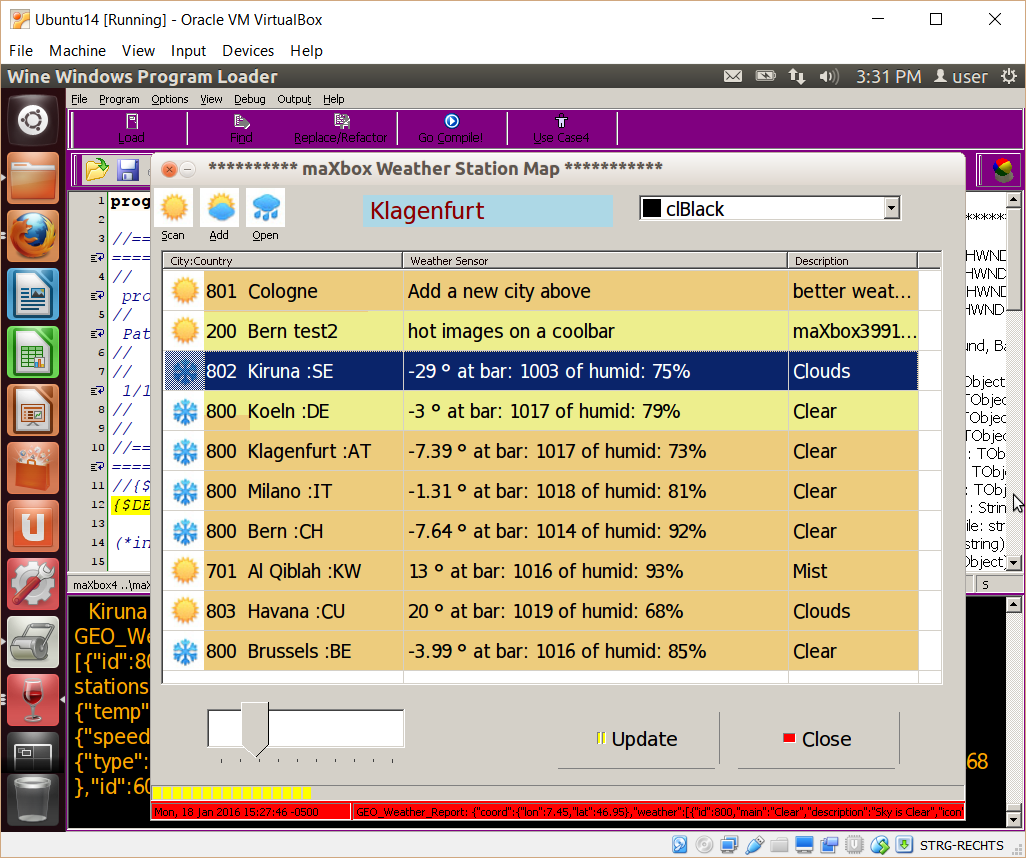 Ubuntu14 [Running] - Oracle VM VirtualBox
File Machine View Input Devices Help
Wine Windows Program Loader 3:31 PM user
File Program Options View Debug Output Help
Load Find Replace/Refactor Go Compile! Use Case4
********** maXbox Weather Station Map ***********
Scan Add Open
Klagenfurt
clBlack
City:Country Weather Sensor Description
801 Cologne Add a new city above better weat...
200 Bern test2 hot images on a coolbar maXbox3991...
802 Kiruna :SE -29 º at bar: 1003 of humid: 75% Clouds
800 Koeln :DE -3 º at bar: 1017 of humid: 79% Clear
800 Klagenfurt :AT -7.39 º at bar: 1017 of humid: 73% Clear
800 Milano :IT -1.31 º at bar: 1018 of humid: 81% Clear
800 Bern :CH -7.64 º at bar: 1014 of humid: 92% Clear
701 Al Qiblah :KW 13 º at bar: 1016 of humid: 93% Mist
803 Havana :CU 20 º at bar: 1019 of humid: 68% Clouds
800 Brussels :BE -3.99 º at bar: 1016 of humid: 85% Clear
Update Close
Mon, 18 Jan 2016 15:27:46 -0500 GEO_Weather_Report: {"coord":{"lon":7.45,"lat":46.95},"weather":[{"id":800,"main":"Clear","description":"Sky is Clear","icon
1 prog
2
3 //==
====
4 //
pro
5 //
Pat
6 //
7 //
1/1
8 //
9 //
10 //==
====
11 //{$
12 {$DE
13
14 (*in
15
HWND
HWND
HWND
HWND
und, Ba
Object
TObjec
TObjec
TObjec
: TOb
TObjec
: TObj
: Strin
ile: str
string)
Object
maXbox4 ..\maX S
Kiruna
GEO_We
[{"id":80
stations
{"temp"
{"speed
{"type": 68
},"id":60
STRG-RECHTS